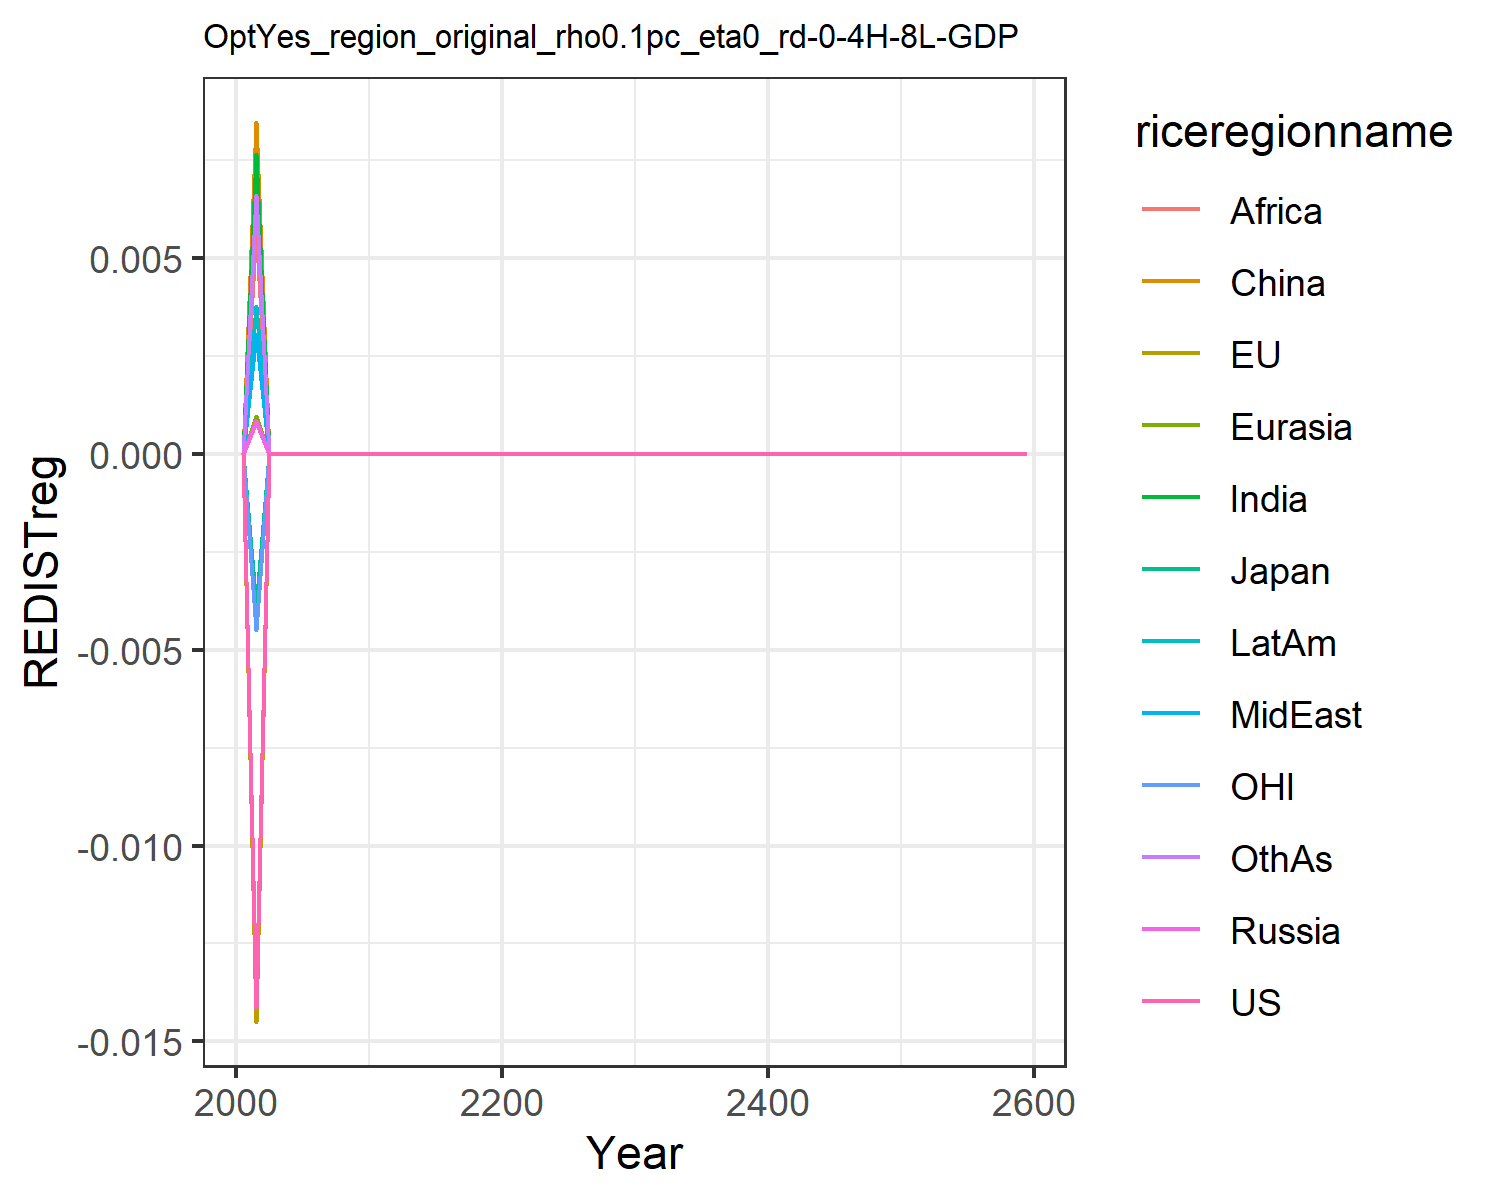 OptYes_region_original_rho0.1pc_eta0_rd-0-4H-8L-GDP
REDISTreg
0.005
0.000
-0.005
-0.010
-0.015
2000
2200
2400
2600
Year
riceregionname
Africa
China
EU
Eurasia
India
Japan
LatAm
MidEast
OHI
OthAs
Russia
US